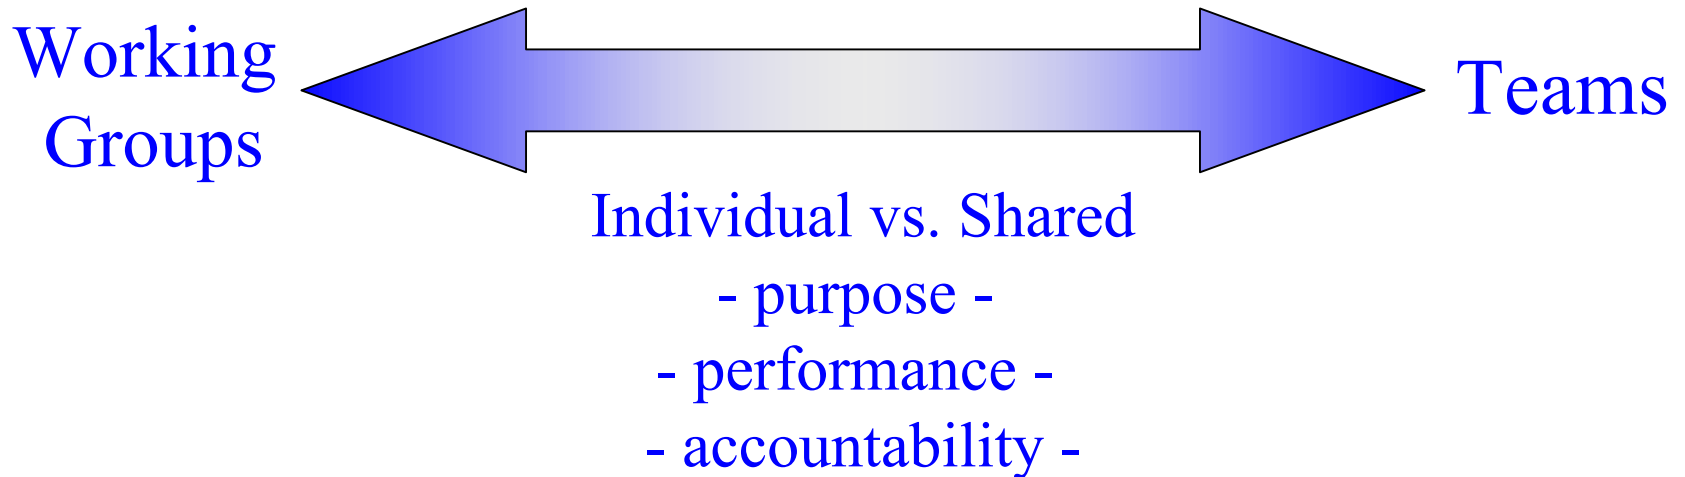 Working
Groups
Teams
Individual vs. Shared
- purpose -
- performance -
- accountability -